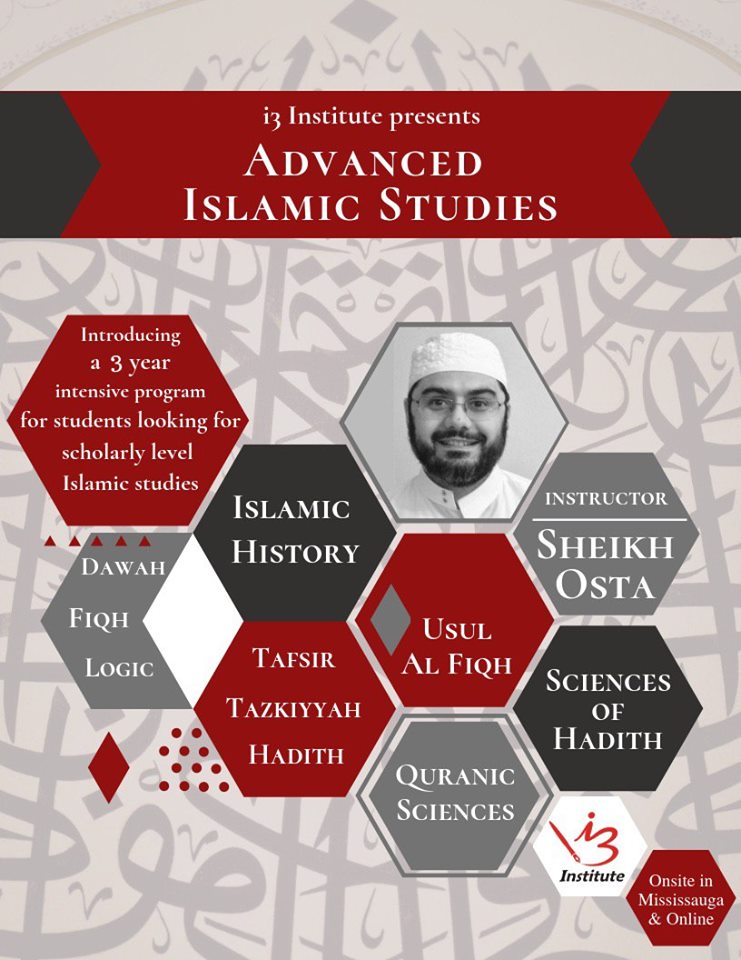 i3 Institute presents
Advanced
Islamic Studies
Introducing
a 3 year
intensive program
for students looking for
scholarly level
Islamic studies
Islamic
History
instructor
Sheikh
Osta
Dawah
Fiqh
Logic
Usul
Al Fiqh
Tafsir
Tazkiyyah
Hadith
Sciences
of
Hadith
Quranic
Sciences
i3
Institute
Onsite in
Mississauga
& Online